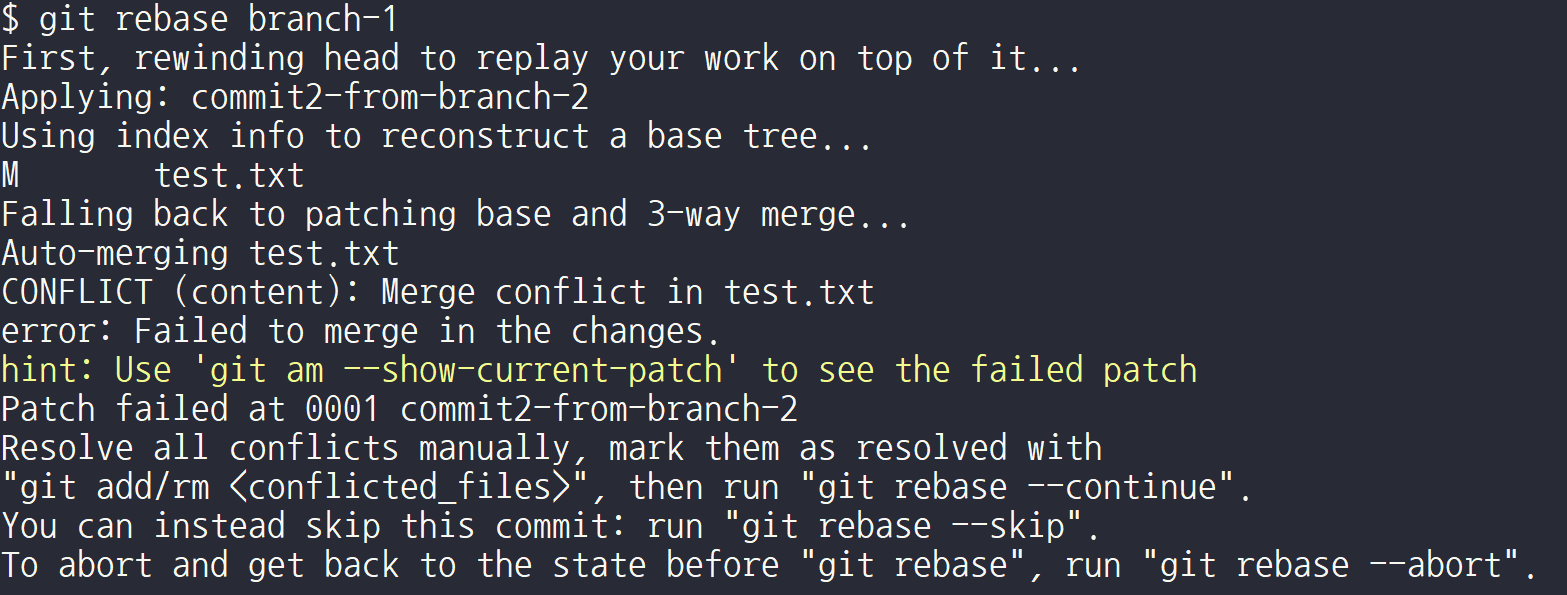 $ git rebase branch-1
First, rewinding head to replay your work on top of it...
Applying: commit2-from-branch-2
Using index info to reconstruct a base tree...
M       test.txt
Falling back to patching base and 3-way merge...
Auto-merging test.txt
CONFLICT (content): Merge conflict in test.txt
error: Failed to merge in the changes.
hint: Use 'git am --show-current-patch' to see the failed patch
Patch failed at 0001 commit2-from-branch-2
Resolve all conflicts manually, mark them as resolved with
"git add/rm <conflicted_files>", then run "git rebase --continue".
You can instead skip this commit: run "git rebase --skip".
To abort and get back to the state before "git rebase", run "git rebase --abort".